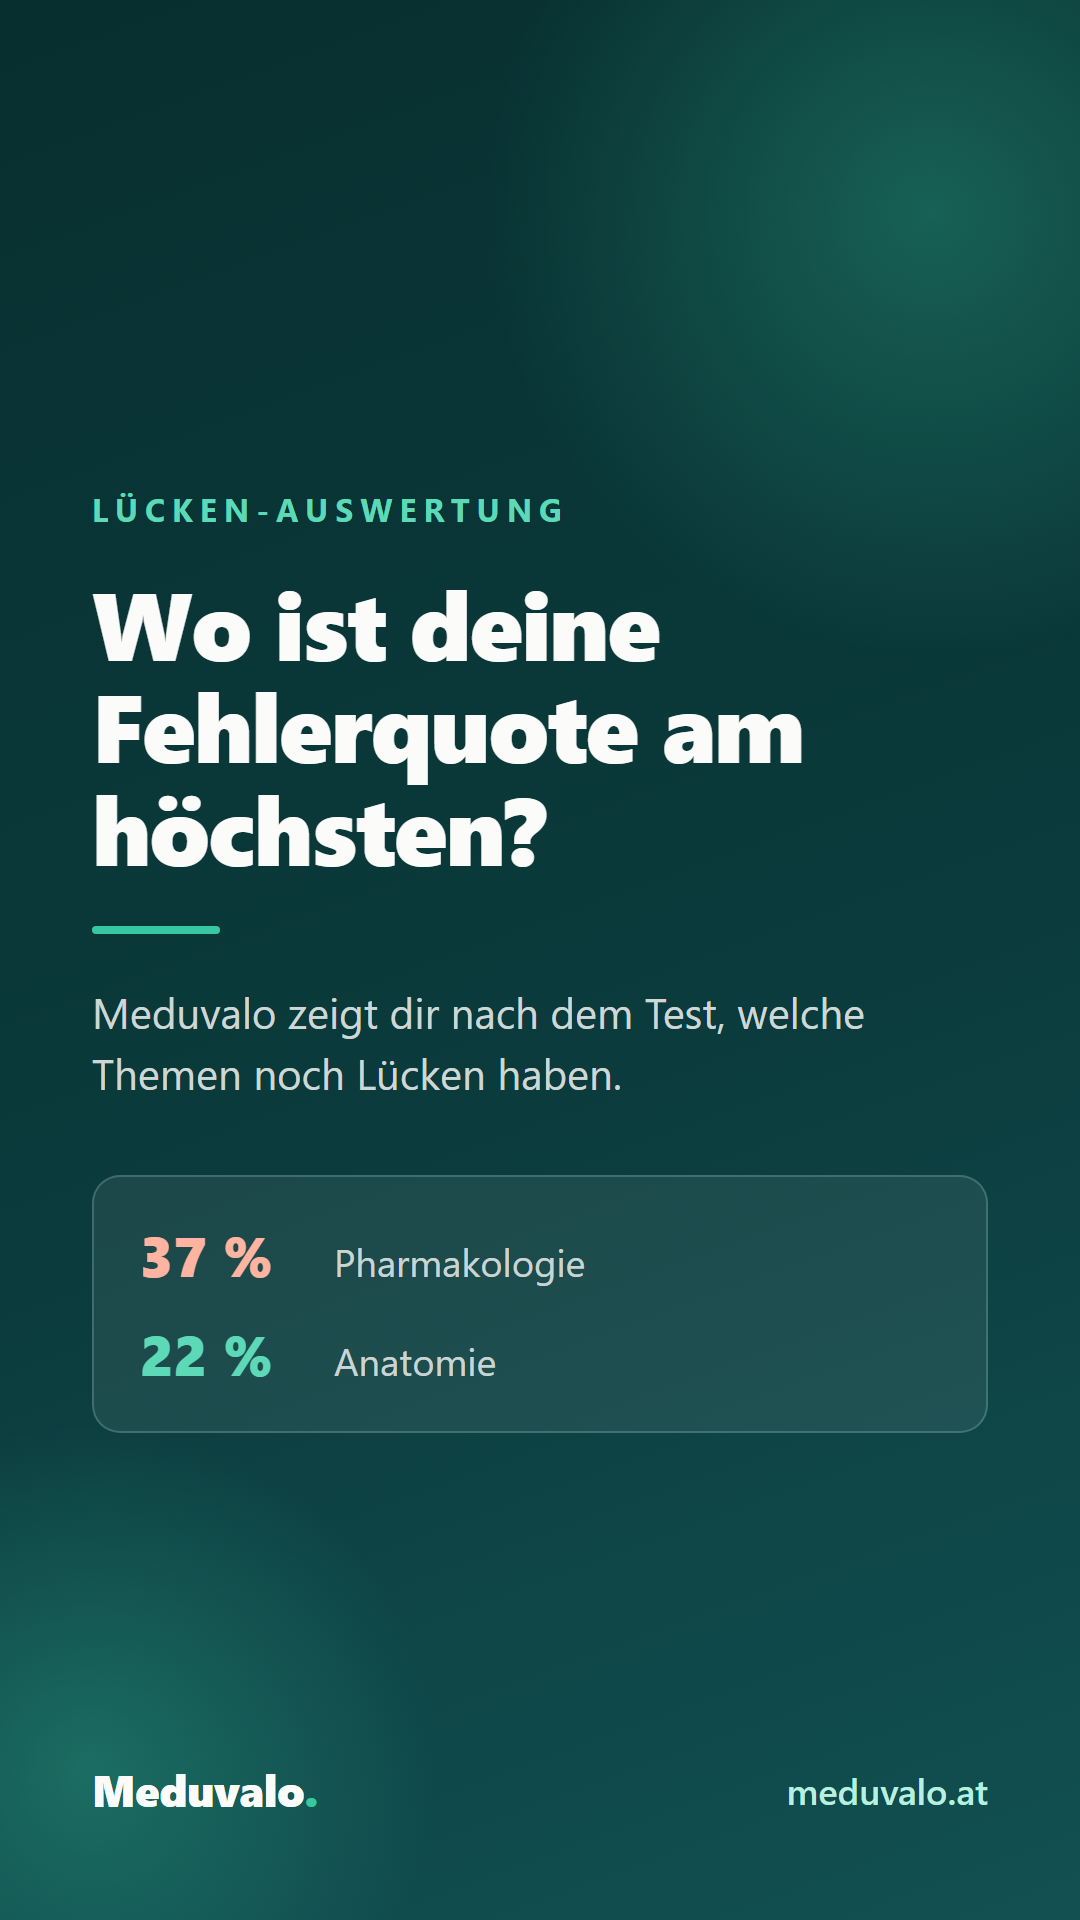 LÜCKEN-AUSWERTUNG
Wo ist deine
Fehlerquote am
höchsten?
Meduvalo zeigt dir nach dem Test, welche
Themen noch Lücken haben.
37 % Pharmakologie
22 % Anatomie
Meduvalo. meduvalo.at